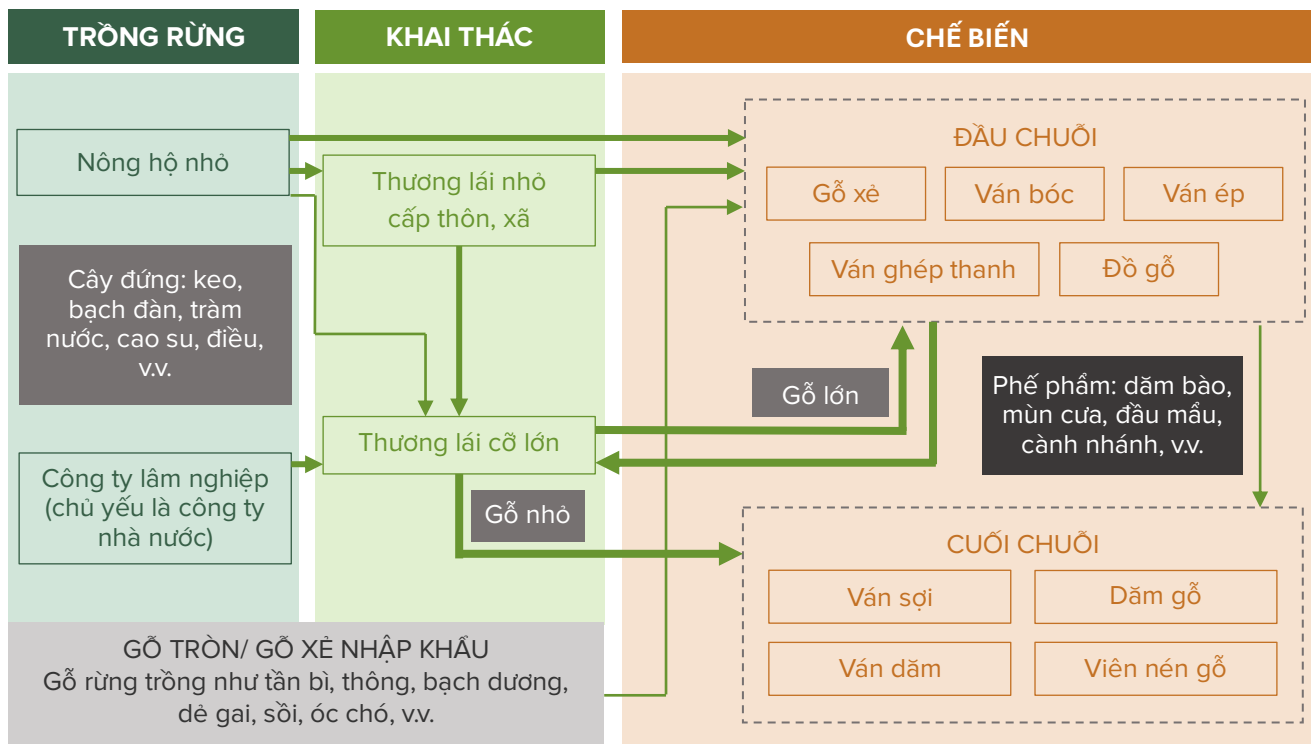 TRỒNG RỪNG
KHAI THÁC
CHẾ BIẾN
Nông hộ nhỏ
Cây đứng: keo,
bạch đàn, tràm
nước, cao su, điều,
v.v.
Công ty lâm nghiệp
(chủ yếu là công ty
nhà nước)
Thương lái nhỏ
cấp thôn, xã
Thương lái cỡ lớn
Gỗ nhỏ
Gỗ lớn
ĐẦU CHUỖI
Gỗ xẻ
Ván bóc
Ván ép
Ván ghép thanh
Đồ gỗ
Phế phẩm: dăm bào,
mùn cưa, đầu mẩu,
cành nhánh, v.v.
CUỐI CHUỖI
Ván sợi
Dăm gỗ
Ván dăm
Viên nén gỗ
GỖ TRÒN/ GỖ XẺ NHẬP KHẨU
Gỗ rừng trồng như tần bì, thông, bạch dương,
dẻ gai, sồi, óc chó, v.v.